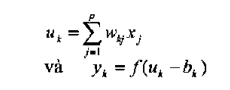 u_k = \sum_{j=1}^{p} w_{kj} x_j
và y_k = f(u_k - b_k)